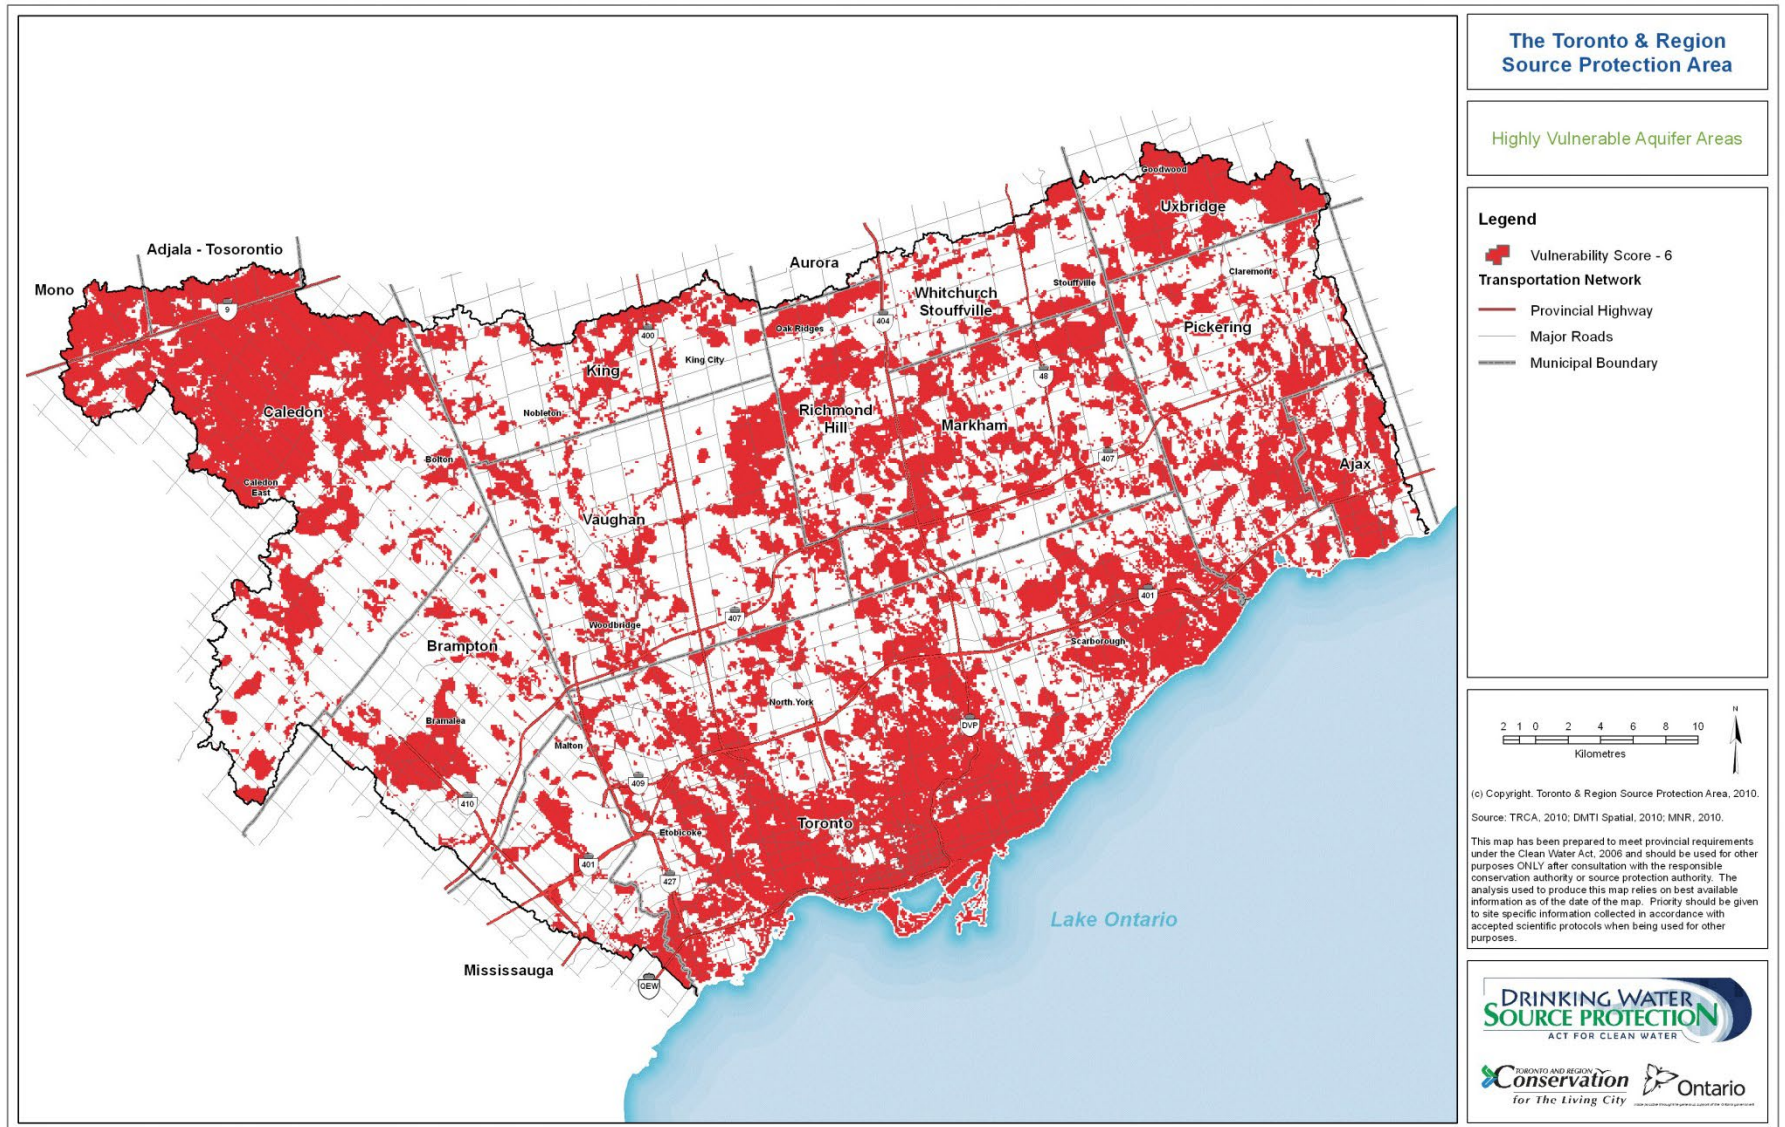 The Toronto & Region
Source Protection Area
Highly Vulnerable Aquifer Areas
Legend
Vulnerability Score - 6
Transportation Network
Provincial Highway
Major Roads
Municipal Boundary
2 1 0 2 4 6 8 10
Kilometres
N
(c) Copyright. Toronto & Region Source Protection Area, 2010.
Source: TRCA, 2010; DMTI Spatial, 2010; MNR, 2010.
This map has been prepared to meet provincial requirements
under the Clean Water Act, 2006 and should be used for other
purposes ONLY after consultation with the responsible
conservation authority or source protection authority. The
analysis used to produce this map relies on best available
information as of the date of the map. Priority should be given
to site specific information collected in accordance with
accepted scientific protocols when being used for other
purposes.
DRINKING WATER
SOURCE PROTECTION
ACT FOR CLEAN WATER
TORONTO AND REGION
Conservation
for The Living City
Ontario
Goodwood
Uxbridge
Adjala - Tosorontio
Mono
9
Aurora
Claremont
Stouffville
Whitchurch
Stouffville
404
Oak Ridges
Pickering
400
King City
King
48
Caledon
Nobleton
Richmond
Hill
Markham
407
Bolton
Ajax
Caledon
East
Vaughan
401
407
Woodbridge
Scarborough
Brampton
North York
Bramalea
DVP
Malton
409
410
Toronto
Etobicoke
401
427
Lake Ontario
Mississauga
QEW